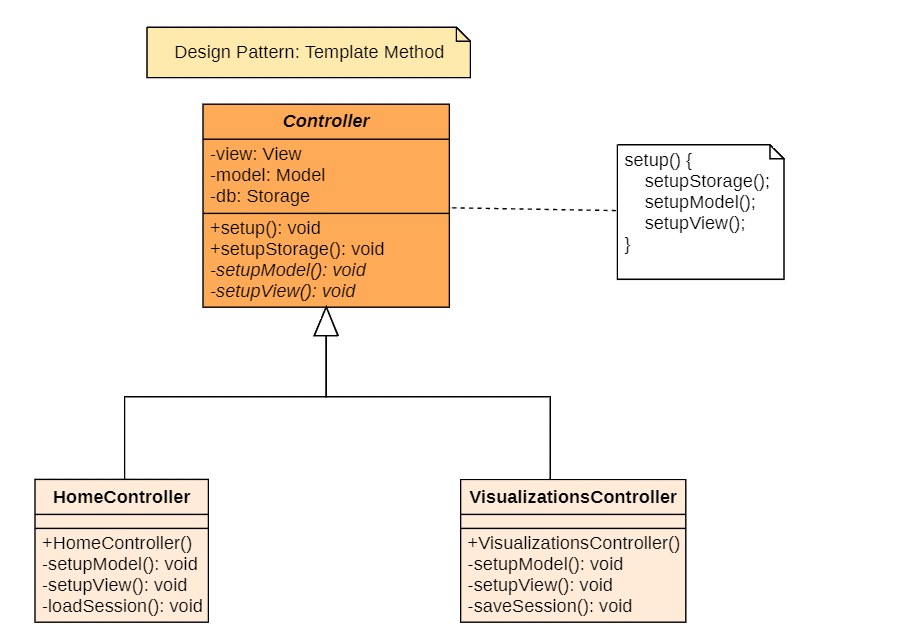 Design Pattern: Template Method
Controller
-view: View
-model: Model
-db: Storage
+setup(): void
+setupStorage(): void
-setupModel(): void
-setupView(): void
setup() {
setupStorage();
setupModel();
setupView();
}
HomeController
+HomeController()
-setupModel(): void
-setupView(): void
-loadSession(): void
VisualizationsController
+VisualizationsController()
-setupModel(): void
-setupView(): void
-saveSession(): void